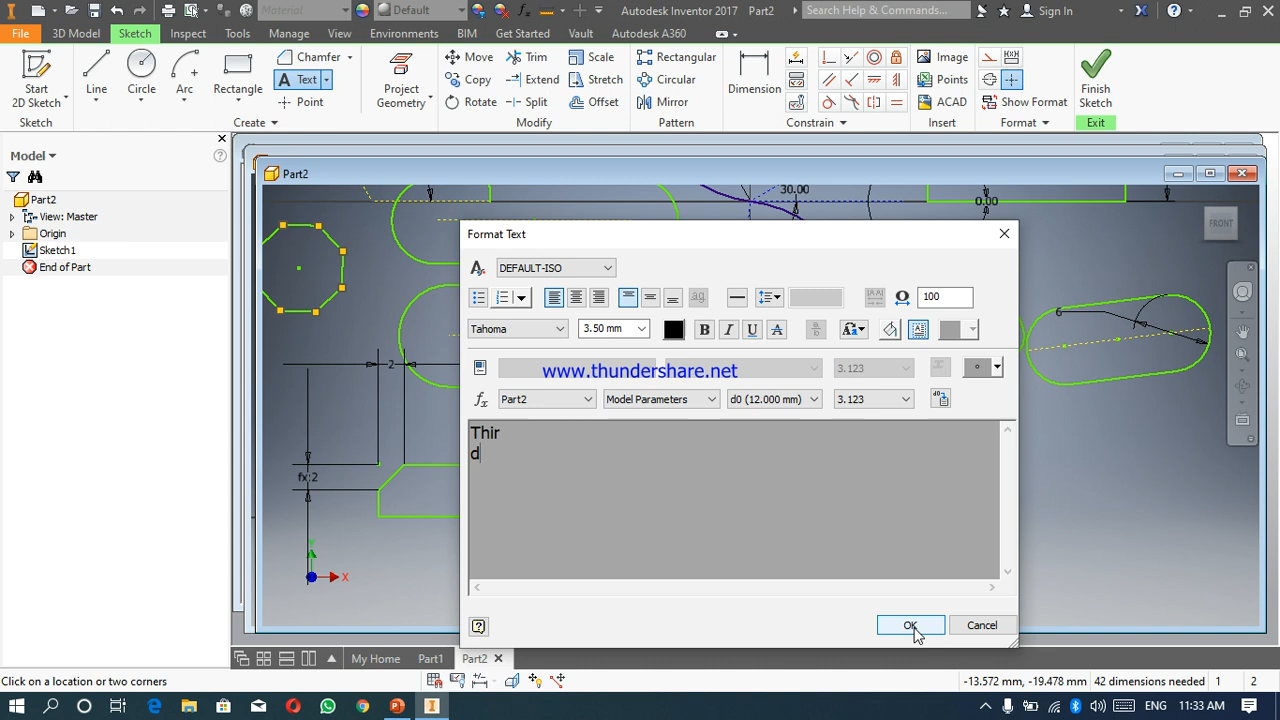 Material
Default
Autodesk Inventor 2017 Part2
Search Help & Commands...
Sign In
File
3D Model
Sketch
Inspect
Tools
Manage
View
Environments
BIM
Get Started
Vault
Autodesk A360
Start
2D Sketch
Line
Circle
Arc
Rectangle
Chamfer
Text
Point
Project
Geometry
Move
Copy
Rotate
Trim
Extend
Split
Scale
Stretch
Offset
Rectangular
Circular
Mirror
Dimension
Image
Points
ACAD
Show Format
Finish
Sketch
Sketch
Create
Modify
Pattern
Constrain
Insert
Format
Exit
Model
Part2
View: Master
Origin
Sketch1
End of Part
Part2
30.00
0.00
FRONT
6
2
fx:2
Y
X
Format Text
DEFAULT-ISO
100
Tahoma
3.50 mm
B I U A
www.thundershare.net
3.123
fx
Part2
Model Parameters
d0 (12.000 mm)
3.123
Thir
d
OK
Cancel
My Home
Part1
Part2
Click on a location or two corners
-13.572 mm, -19.478 mm
42 dimensions needed
1
2
ENG
11:33 AM